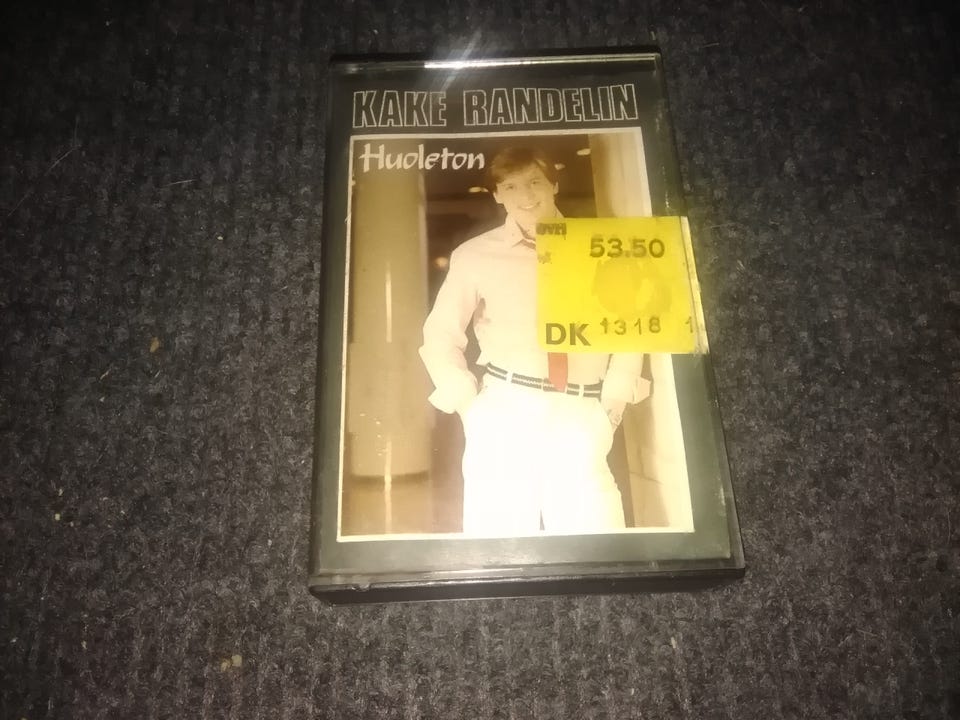 KAKE RANDELIN
Huoleton
53.50
DK 1318 1